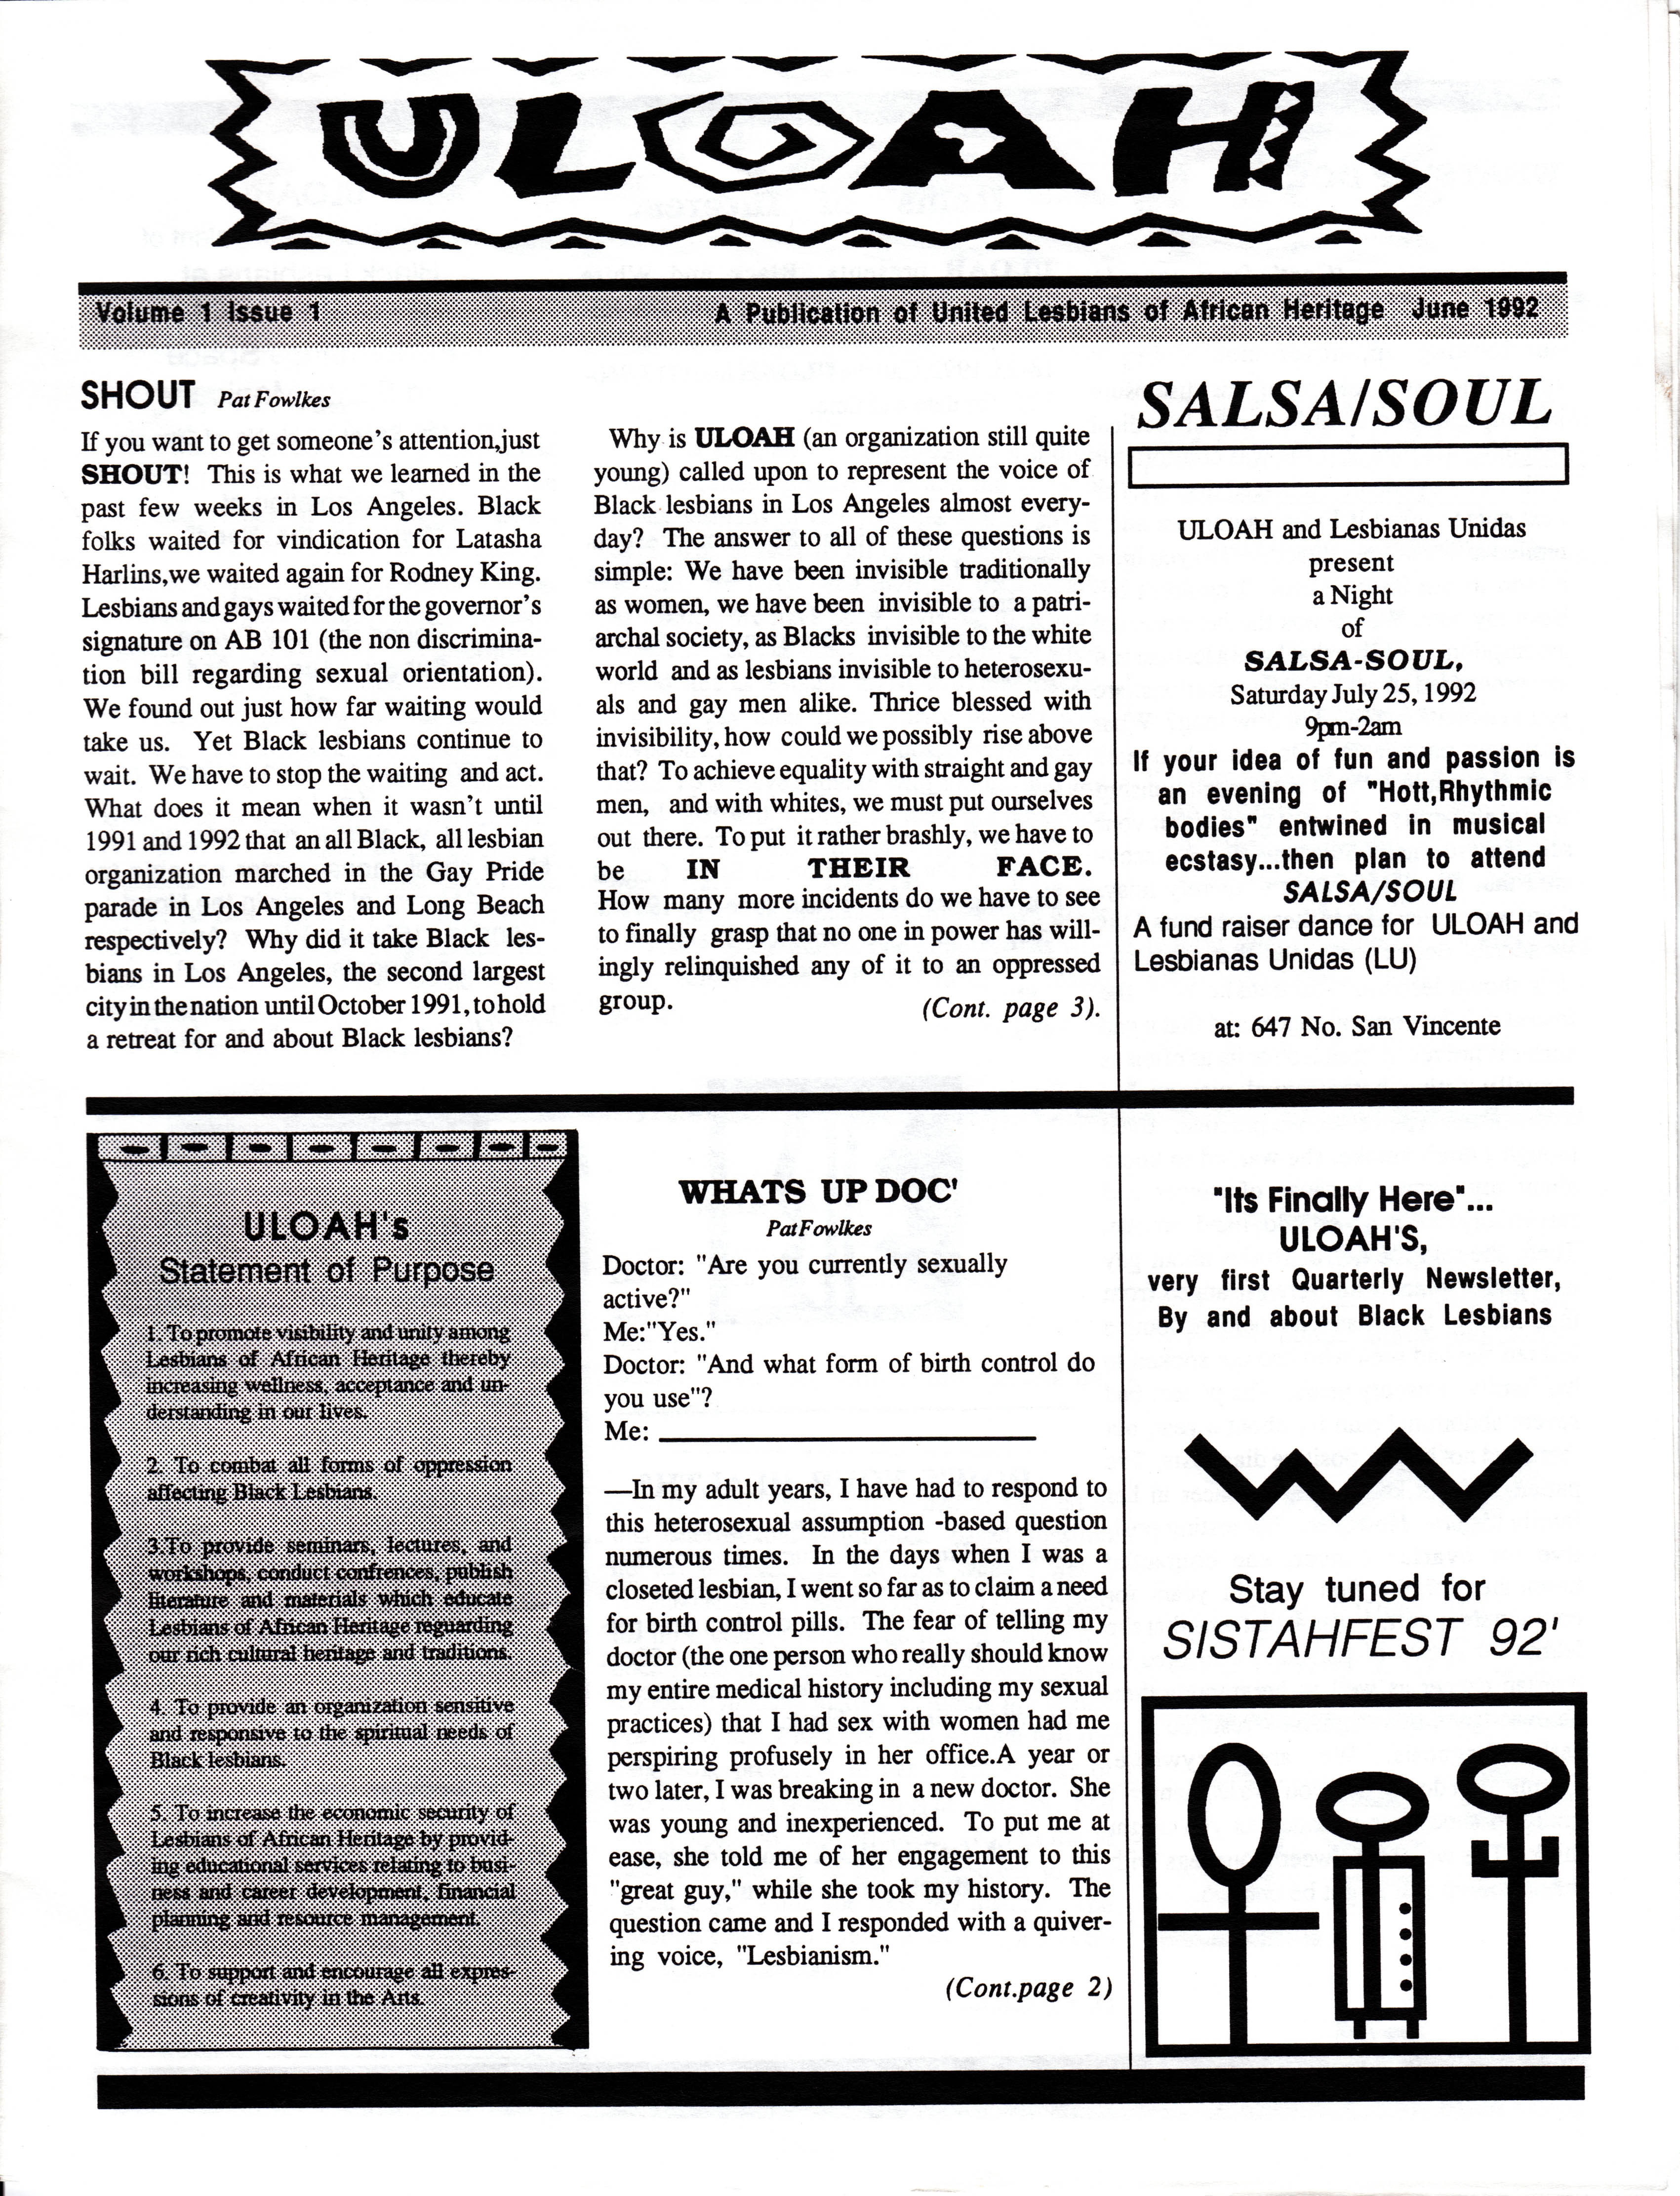 ULOAH
Volume 1 Issue 1
A Publication of United Lesbians of African Heritage June 1992
SHOUT Pat Fowlkes
If you want to get someone's attention,just
SHOUT! This is what we learned in the
past few weeks in Los Angeles. Black
folks waited for vindication for Latasha
Harlins,we waited again for Rodney King.
Lesbians and gays waited for the governor's
signature on AB 101 (the non discrimina-
tion bill regarding sexual orientation).
We found out just how far waiting would
take us. Yet Black lesbians continue to
wait. We have to stop the waiting and act.
What does it mean when it wasn't until
1991 and 1992 that an all Black, all lesbian
organization marched in the Gay Pride
parade in Los Angeles and Long Beach
respectively? Why did it take Black les-
bians in Los Angeles, the second largest
city in the nation until October 1991, to hold
a retreat for and about Black lesbians?
Why is ULOAH (an organization still quite
young) called upon to represent the voice of
Black lesbians in Los Angeles almost every-
day? The answer to all of these questions is
simple: We have been invisible traditionally
as women, we have been invisible to a patri-
archal society, as Blacks invisible to the white
world and as lesbians invisible to heterosexu-
als and gay men alike. Thrice blessed with
invisibility, how could we possibly rise above
that? To achieve equality with straight and gay
men, and with whites, we must put ourselves
out there. To put it rather brashly, we have to
be IN THEIR FACE.
How many more incidents do we have to see
to finally grasp that no one in power has will-
ingly relinquished any of it to an oppressed
group. (Cont. page 3).
SALSA/SOUL
ULOAH and Lesbianas Unidas
present
a Night
of
SALSA-SOUL,
Saturday July 25, 1992
9pm-2am
If your idea of fun and passion is
an evening of "Hott,Rhythmic
bodies" entwined in musical
ecstasy...then plan to attend
SALSA/SOUL
A fund raiser dance for ULOAH and
Lesbianas Unidas (LU)
at: 647 No. San Vincente
ULOAH's
Statement of Purpose
1. To promote visibility and unity among
Lesbians of African Heritage thereby
increasing wellness, acceptance and un-
derstanding in our lives.
2. To combat all forms of oppression
affecting Black Lesbians.
3.To provide seminars, lectures, and
workshops, conduct confrences, publish
literature and materials which educate
Lesbians of African Heritage reguarding
our rich cultural heritage and traditions.
4. To provide an organization sensitive
and responsive to the spiritual needs of
Black lesbians.
5. To increase the economic security of
Lesbians of African Heritage by provid-
ing educational services relating to busi-
ness and career development, financial
planning and resource management.
6. To support and encourage all expres-
sions of creativity in the Arts.
WHATS UP DOC'
Pat Fowlkes
Doctor: "Are you currently sexually
active?"
Me:"Yes."
Doctor: "And what form of birth control do
you use"?
Me: ____________________
—In my adult years, I have had to respond to
this heterosexual assumption -based question
numerous times. In the days when I was a
closeted lesbian, I went so far as to claim a need
for birth control pills. The fear of telling my
doctor (the one person who really should know
my entire medical history including my sexual
practices) that I had sex with women had me
perspiring profusely in her office.A year or
two later, I was breaking in a new doctor. She
was young and inexperienced. To put me at
ease, she told me of her engagement to this
"great guy," while she took my history. The
question came and I responded with a quiver-
ing voice, "Lesbianism."
(Cont.page 2)
"Its Finally Here"...
ULOAH'S,
very first Quarterly Newsletter,
By and about Black Lesbians
Stay tuned for
SISTAHFEST 92'